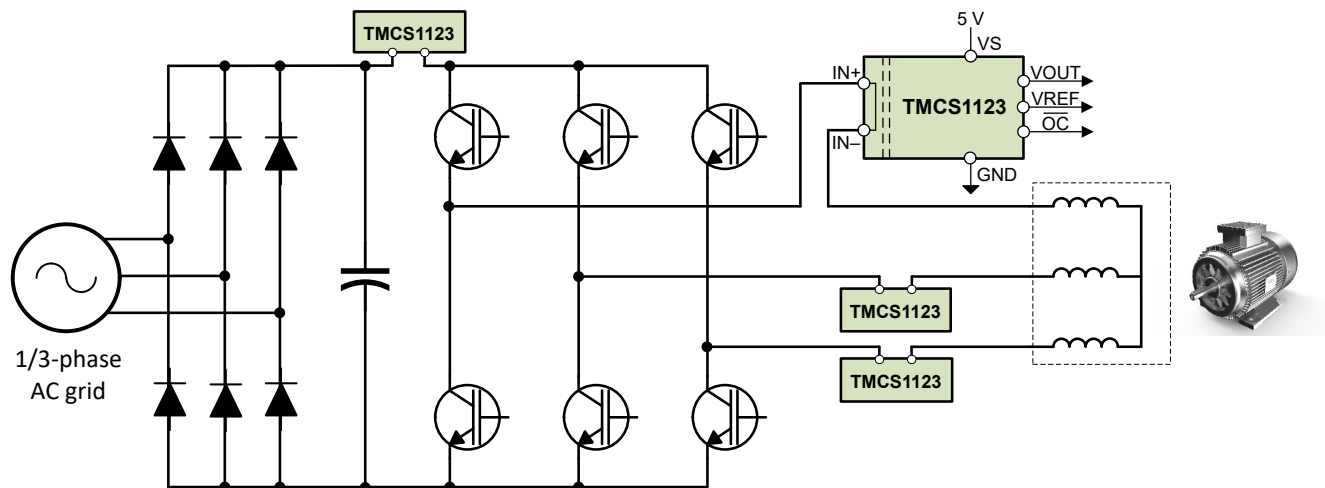 TMCS1123
5 V
VS
IN+
VOUT
TMCS1123
VREF
OC
IN–
GND
TMCS1123
1/3-phase
AC grid
TMCS1123